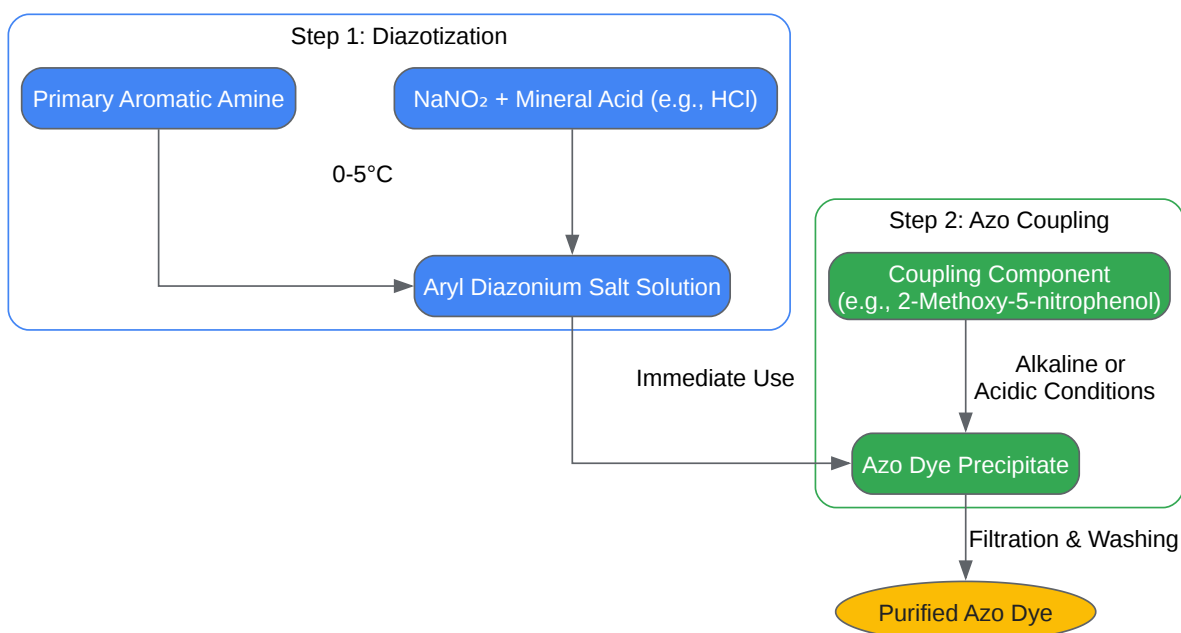 Step 1: Diazotization
Primary Aromatic Amine
NaNO₂ + Mineral Acid (e.g., HCl)
0-5°C
Aryl Diazonium Salt Solution
Step 2: Azo Coupling
Coupling Component
(e.g., 2-Methoxy-5-nitrophenol)
Immediate Use
Alkaline or
Acidic Conditions
Azo Dye Precipitate
Filtration & Washing
Purified Azo Dye